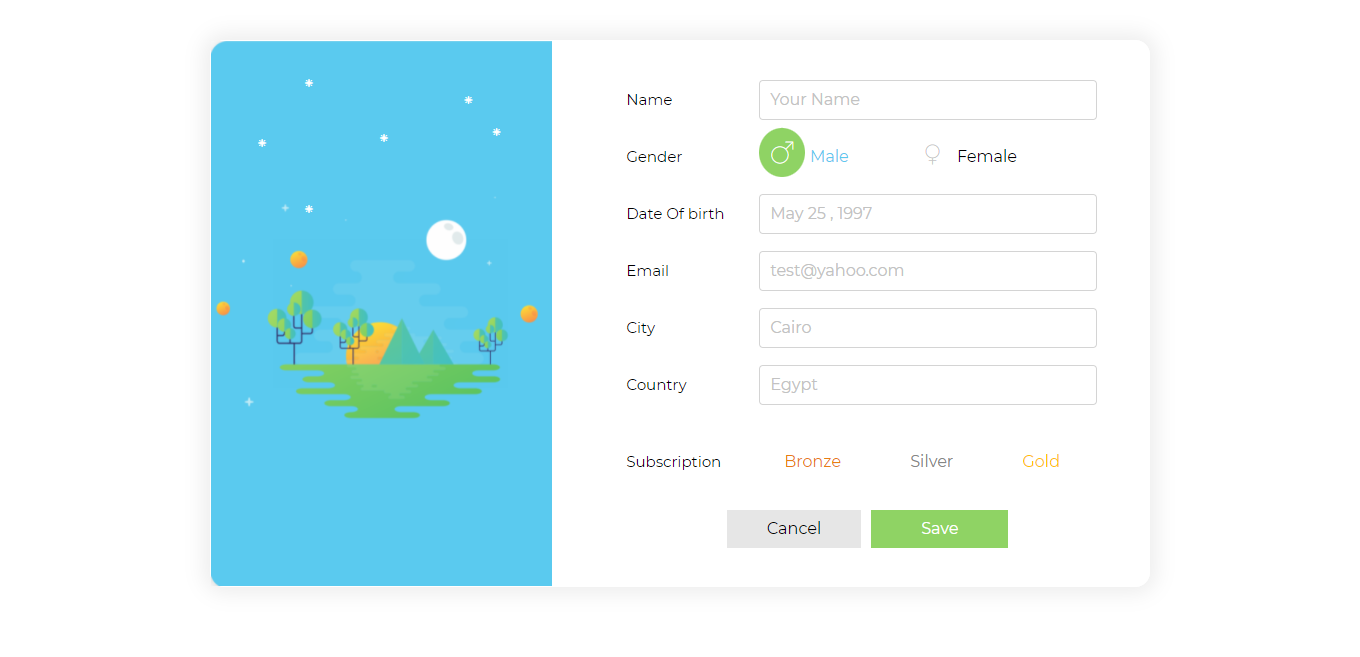 Name Your Name
Gender Male Female
Date Of birth May 25 , 1997
Email test@yahoo.com
City Cairo
Country Egypt
Subscription Bronze Silver Gold
Cancel Save